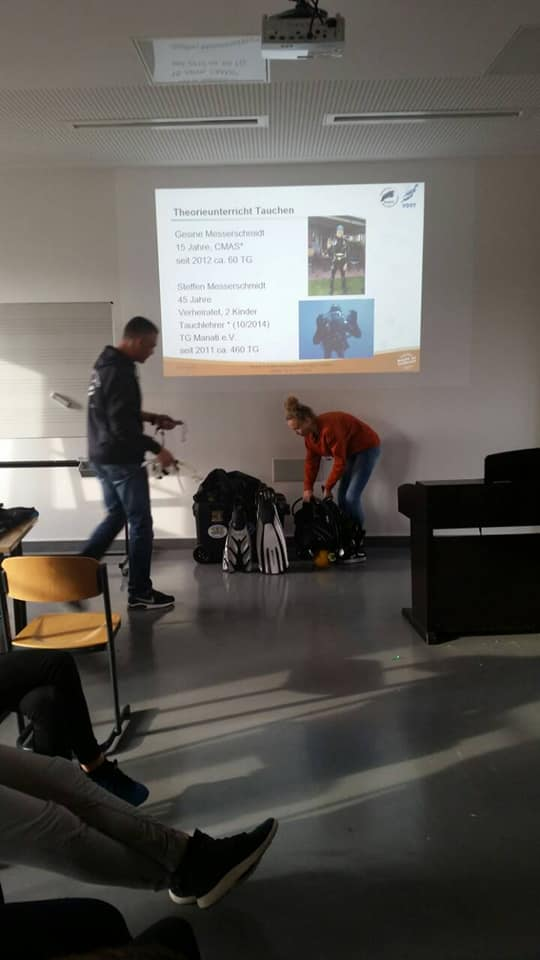 Theorieunterricht Tauchen
Gesine Messerschmidt
15 Jahre, CMAS*
seit 2012 ca. 60 TG
Steffen Messerschmidt
45 Jahre
Verheiratet, 2 Kinder
Tauchlehrer * (10/2014)
TG Manati e.V.
seit 2011 ca. 460 TG
VDST